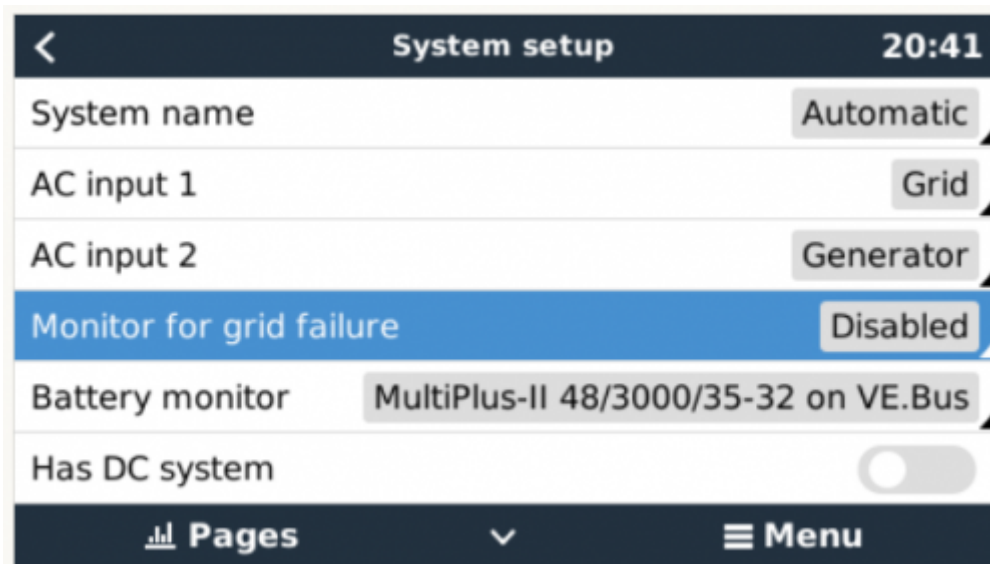 System setup 20:41
System name Automatic
AC input 1 Grid
AC input 2 Generator
Monitor for grid failure Disabled
Battery monitor MultiPlus-II 48/3000/35-32 on VE.Bus
Has DC system
Pages Menu